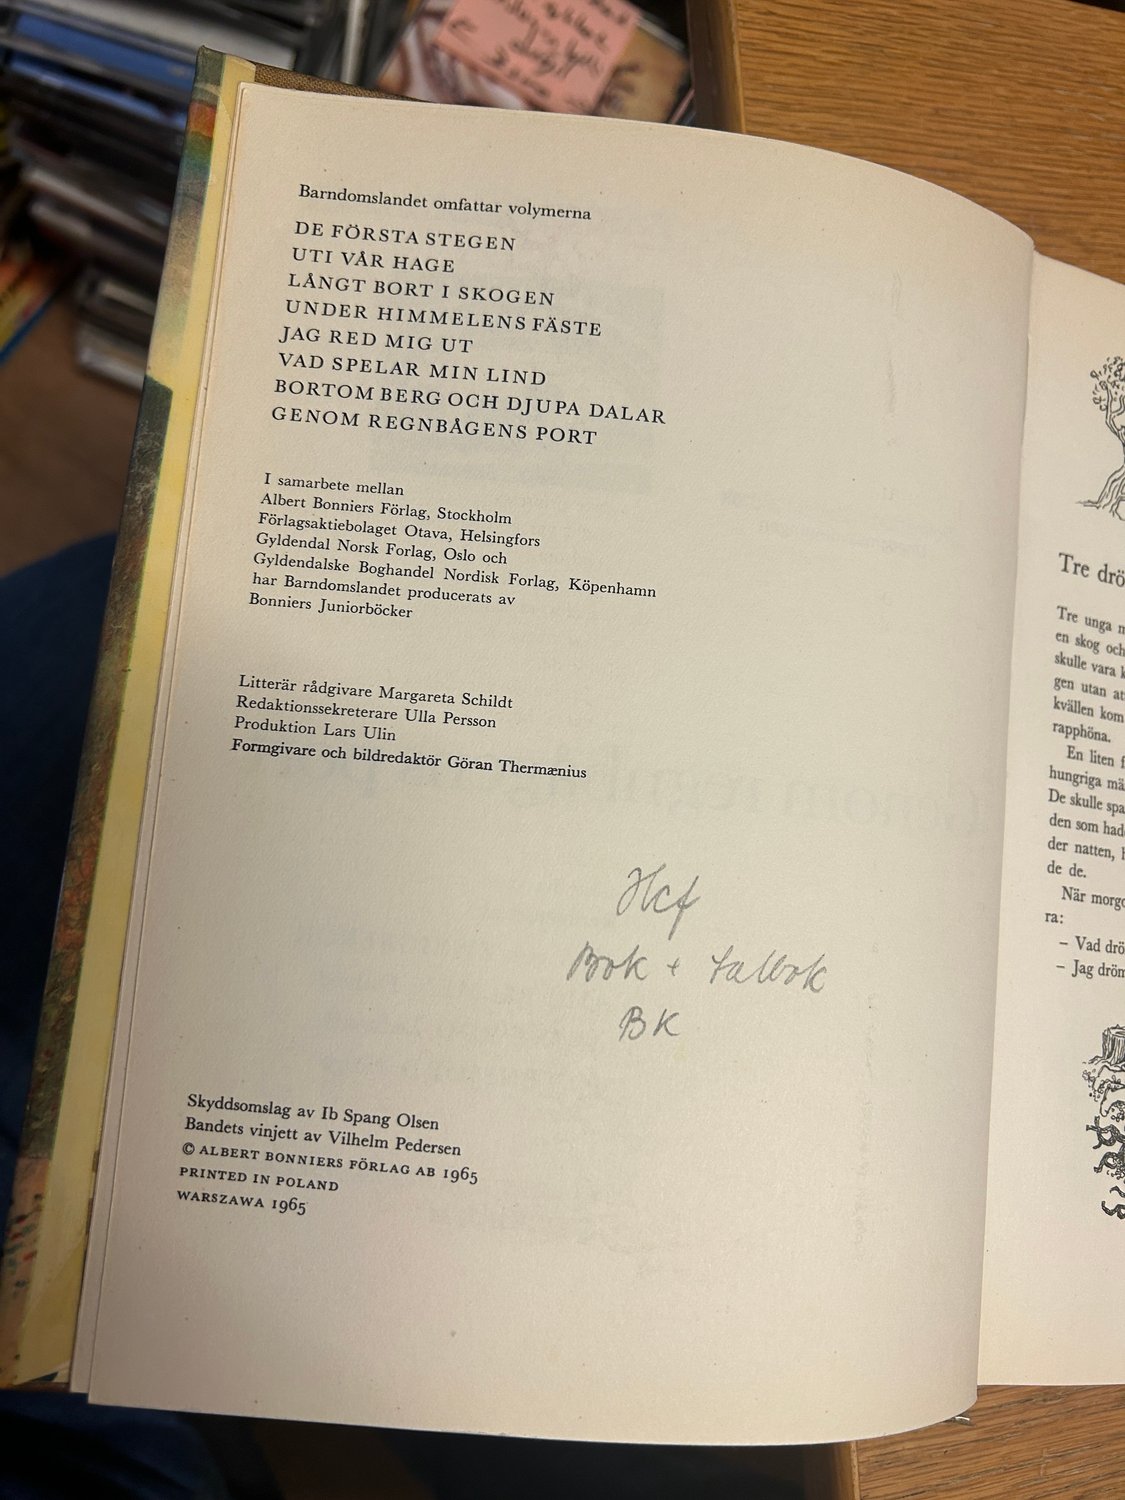 Barndomslandet omfattar volymerna
DE FÖRSTA STEGEN
UTI VÅR HAGE
LÅNGT BORT I SKOGEN
UNDER HIMMELENS FÄSTE
JAG RED MIG UT
VAD SPELAR MIN LIND
BORTOM BERG OCH DJUPA DALAR
GENOM REGNBÅGENS PORT
I samarbete mellan
Albert Bonniers Förlag, Stockholm
Förlagsaktiebolaget Otava, Helsingfors
Gyldendal Norsk Forlag, Oslo och
Gyldendalske Boghandel Nordisk Forlag, Köpenhamn
har Barndomslandet producerats av
Bonniers Juniorböcker
Litterär rådgivare Margareta Schildt
Redaktionssekreterare Ulla Persson
Produktion Lars Ulin
Formgivare och bildredaktör Göran Thermænius
Hcf
Bok + talbok
BK
Skyddsomslag av Ib Spang Olsen
Bandets vinjett av Vilhelm Pedersen
© ALBERT BONNIERS FÖRLAG AB 1965
PRINTED IN POLAND
WARSZAWA 1965
Tre drö
Tre unga m
en skog och
skulle vara k
gen utan at
kvällen kom
rapphöna.
En liten f
hungriga mä
De skulle spa
den som had
der natten, h
de de.
När morgo
ra:
– Vad drö
– Jag dröm